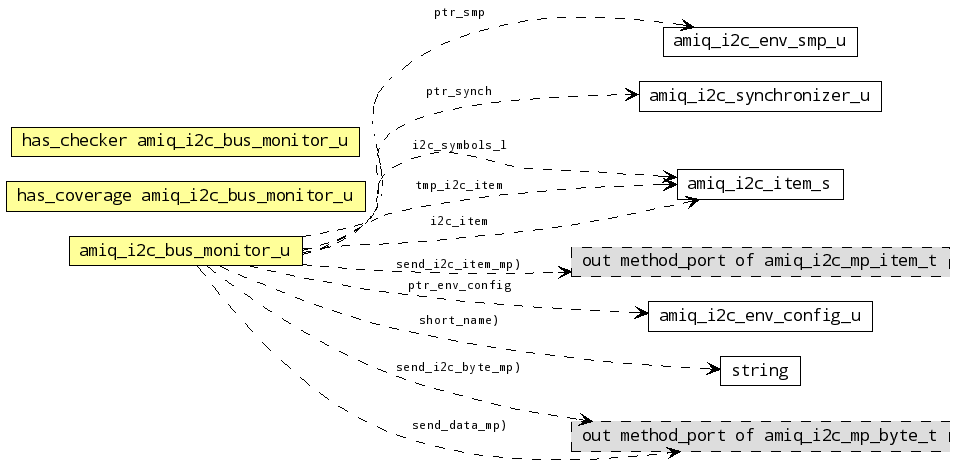 ptr_smp
amiq_i2c_env_smp_u
ptr_synch
amiq_i2c_synchronizer_u
has_checker amiq_i2c_bus_monitor_u
i2c_symbols_l
tmp_i2c_item
amiq_i2c_item_s
has_coverage amiq_i2c_bus_monitor_u
i2c_item
amiq_i2c_bus_monitor_u
send_i2c_item_mp)
out method_port of amiq_i2c_mp_item_t
ptr_env_config
amiq_i2c_env_config_u
short_name)
string
send_i2c_byte_mp)
send_data_mp)
out method_port of amiq_i2c_mp_byte_t